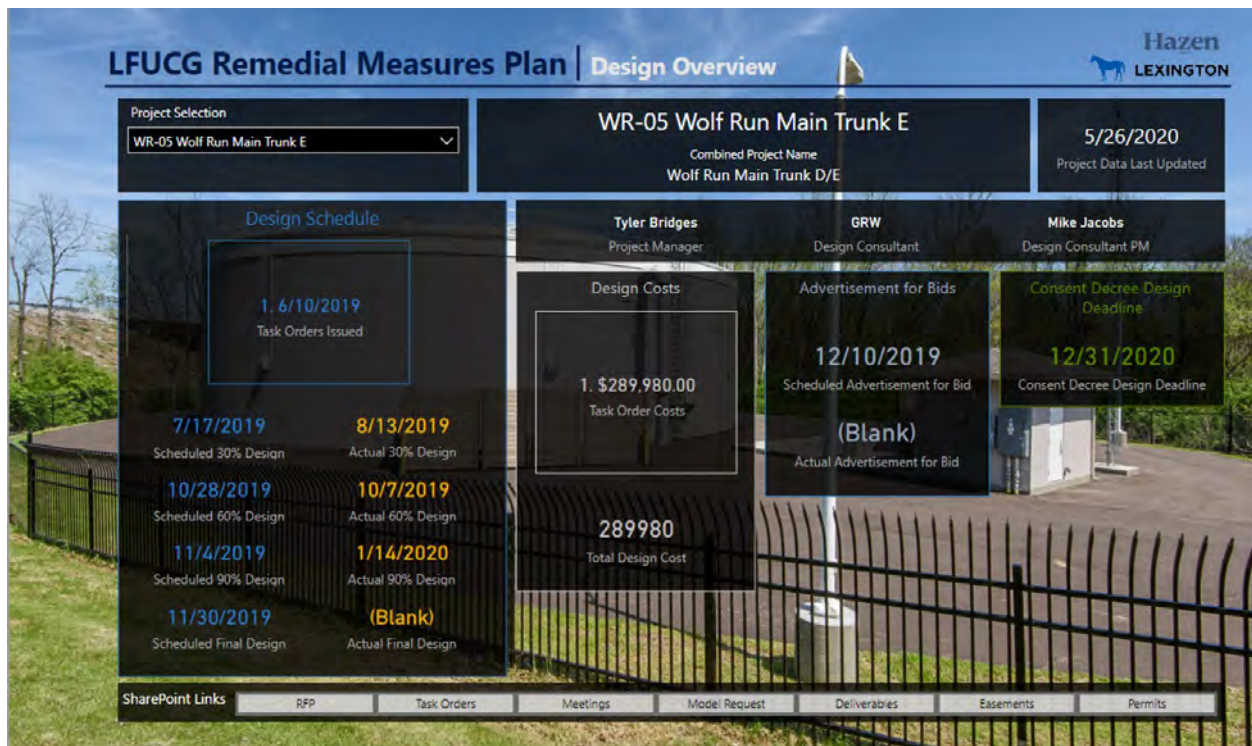 LFUCG Remedial Measures Plan | Design Overview
Hazen
LEXINGTON
Project Selection
WR-05 Wolf Run Main Trunk E
WR-05 Wolf Run Main Trunk E
Combined Project Name
Wolf Run Main Trunk D/E
5/26/2020
Project Data Last Updated
Design Schedule
1. 6/10/2019
Task Orders Issued
7/17/2019
Scheduled 30% Design
8/13/2019
Actual 30% Design
10/28/2019
Scheduled 60% Design
10/7/2019
Actual 60% Design
11/4/2019
Scheduled 90% Design
1/14/2020
Actual 90% Design
11/30/2019
Scheduled Final Design
(Blank)
Actual Final Design
Tyler Bridges
Project Manager
GRW
Design Consultant
Mike Jacobs
Design Consultant PM
Design Costs
1. $289,980.00
Task Order Costs
289980
Total Design Cost
Advertisement for Bids
12/10/2019
Scheduled Advertisement for Bid
(Blank)
Actual Advertisement for Bid
Consent Decree Design
Deadline
12/31/2020
Consent Decree Design Deadline
SharePoint Links
RFP
Task Orders
Meetings
Model Request
Deliverables
Easements
Permits